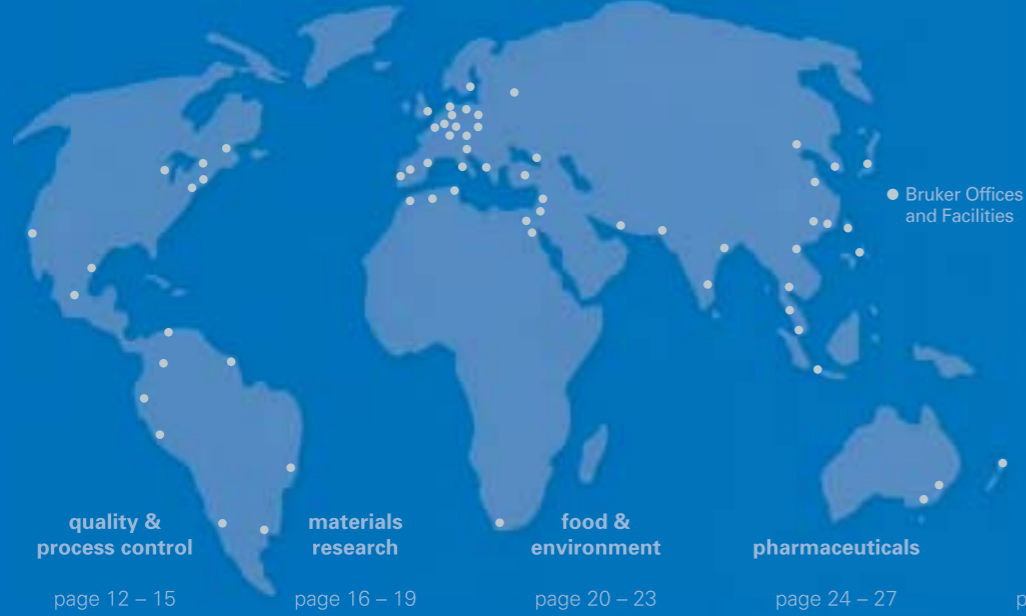 Bruker Offices
and Facilities
quality &
process control
materials
research
food &
environment
pharmaceuticals
page 12 – 15
page 16 – 19
page 20 – 23
page 24 – 27
p